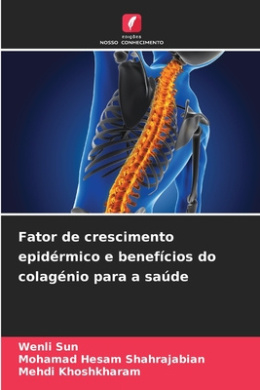 edições
NOSSO CONHECIMENTO
Fator de crescimento
epidérmico e benefícios do
colagénio para a saúde
Wenli Sun
Mohamad Hesam Shahrajabian
Mehdi Khoshkharam